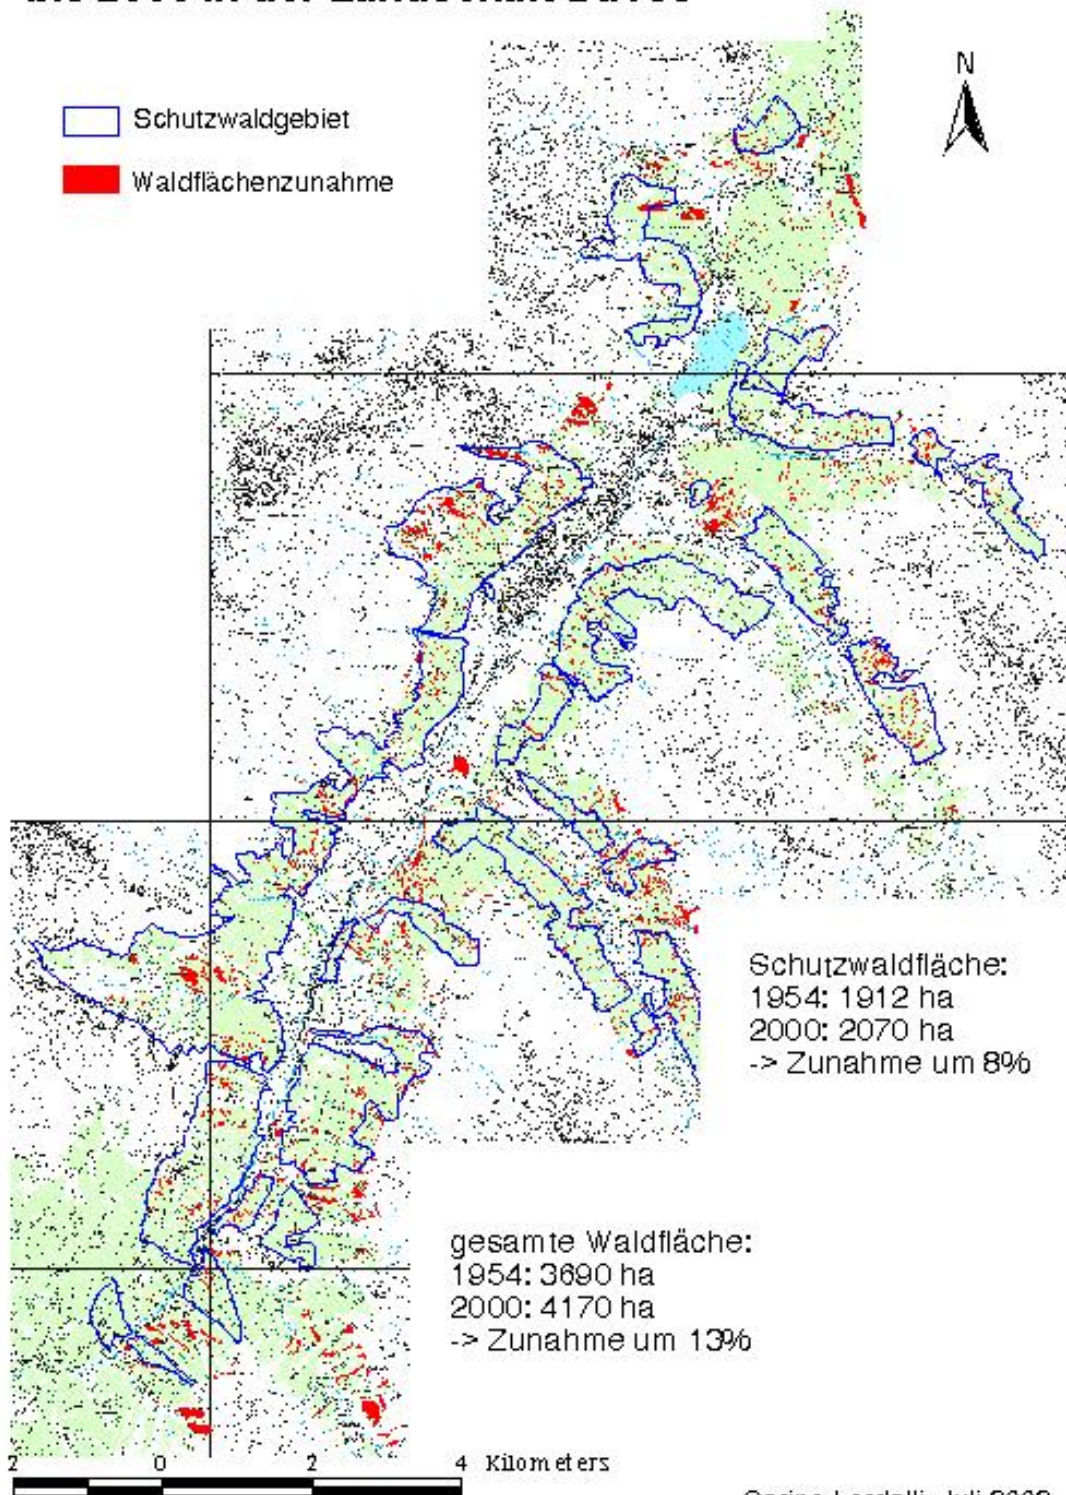 N
Schutzwaldgebiet
Waldflächenzunahme
Schutzwaldfläche:
1954: 1912 ha
2000: 2070 ha
-> Zunahme um 8%
gesamte Waldfläche:
1954: 3690 ha
2000: 4170 ha
-> Zunahme um 13%
2 0 2 4 Kilometers